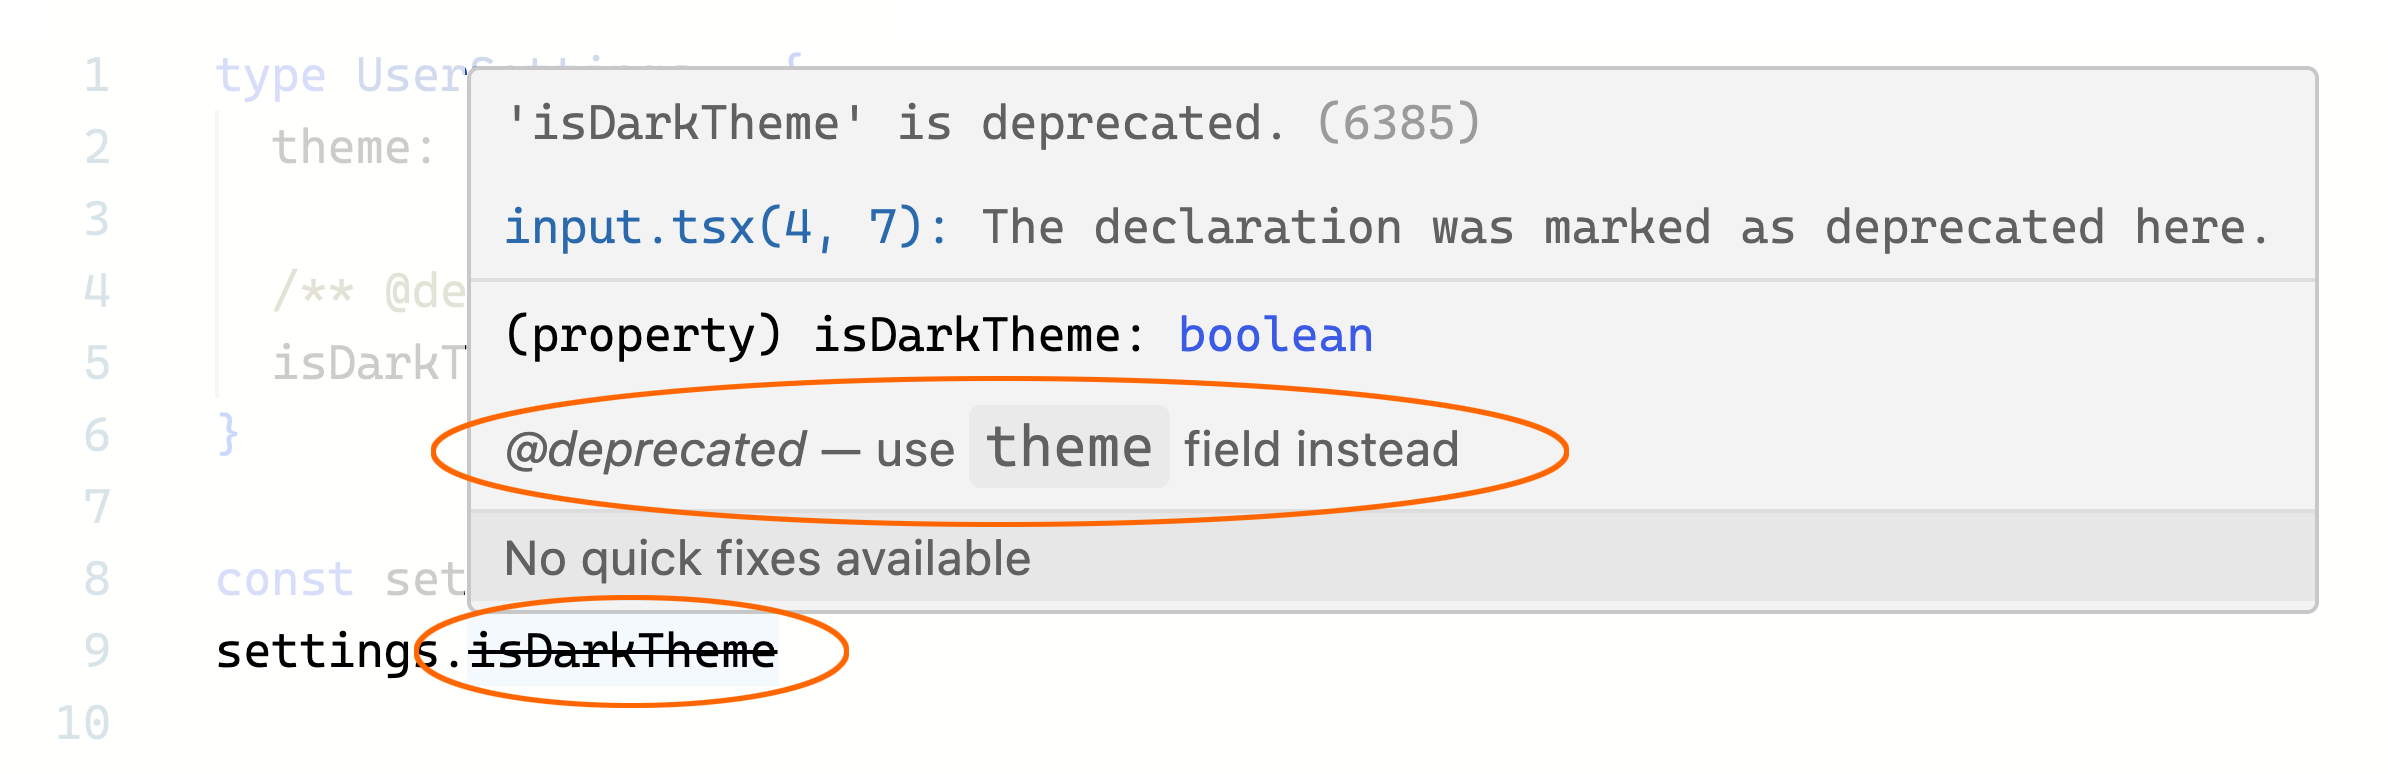 1 type User
'isDarkTheme' is deprecated. (6385)
2 theme:
3
input.tsx(4, 7): The declaration was marked as deprecated here.
4 /** @de
(property) isDarkTheme: boolean
5 isDarkT
6 }
@deprecated — use theme field instead
7
No quick fixes available
8 const set
9 settings.isDarkTheme
10